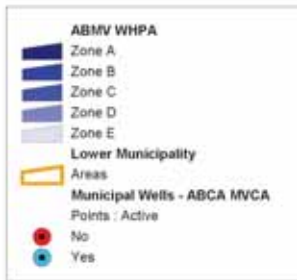 ABMV WHPA
Zone A
Zone B
Zone C
Zone D
Zone E
Lower Municipality
Areas
Municipal Wells - ABCA MVCA
Points : Active
No
Yes